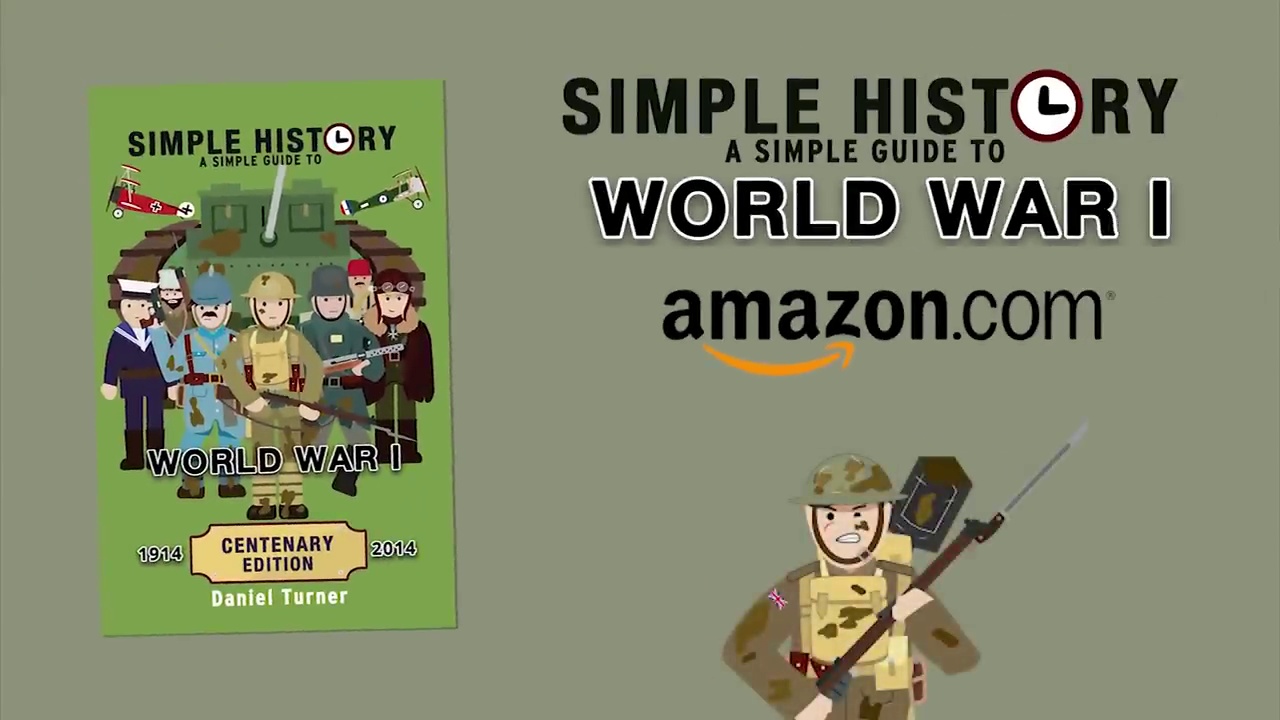 SIMPLE HISTORY
A SIMPLE GUIDE TO
WORLD WAR I
1914
CENTENARY
EDITION
2014
Daniel Turner
SIMPLE HISTORY
A SIMPLE GUIDE TO
WORLD WAR I
amazon.com®